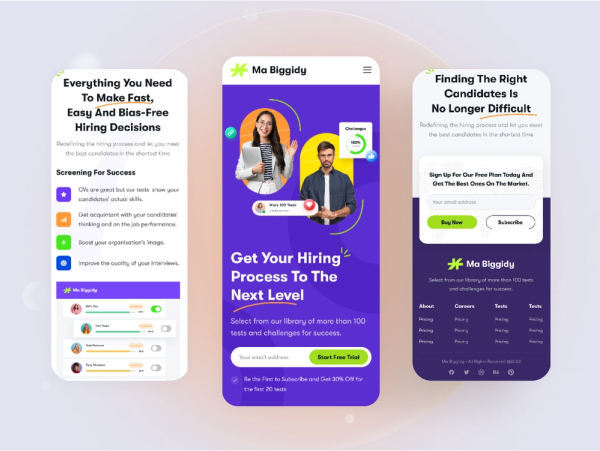 Everything You Need
To Make Fast,
Easy And Bias-Free
Hiring Decisions
Redefining the hiring process and let you meet
the best candidates in the shortest time
Screening For Success
CVs are great but our tests show your
candidates' actual skills.
Get acquintant with your candidates'
thinking and on the job performance.
Boost your organisation's image.
Improve the quality of your Interviews.
Ma Biggidy
Ma Biggidy
Challenges
100%
More 100 Tests
Get Your Hiring
Process To The
Next Level
Select from our library of more than 100
tests and challenges for success.
Your email address
Start Free Trial
Be the First to Subscribe and Get 30% Off for
the first 20 tests
Finding The Right
Candidates Is
No Longer Difficult
Redefining the hiring process and let you meet
the best candidates in the shortest time
Sign Up For Our Free Plan Today And
Get The Best Ones On The Market.
Your email address
Buy Now
Subscribe
Ma Biggidy
Select from our library of more than 100 tests
and challenges for success.
About Careers Tests Tests
Pricing Pricing Pricing Pricing
Pricing Pricing Pricing Pricing
Pricing Pricing Pricing Pricing
Ma Biggidy - All Rights Reserved @2022